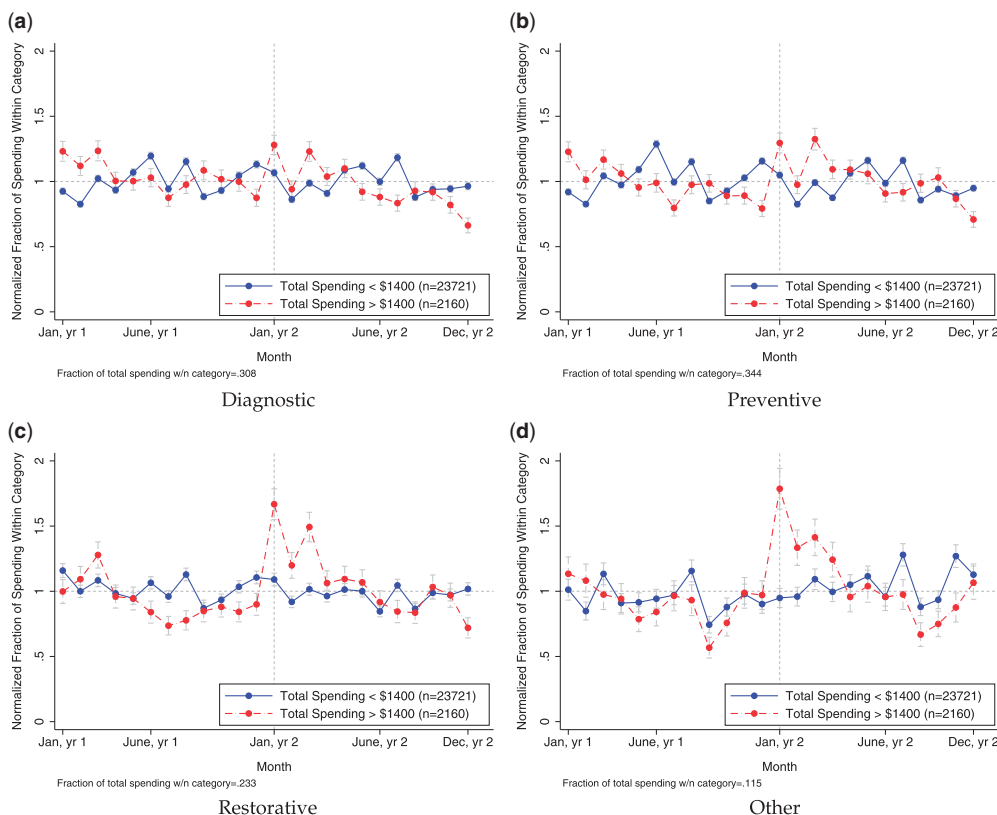 (a)
Normalized Fraction of Spending Within Category
2
1.5
1
.5
0
Total Spending < $1400 (n=23721)
Total Spending > $1400 (n=2160)
Jan, yr 1 June, yr 1 Jan, yr 2 June, yr 2 Dec, yr 2
Month
Fraction of total spending w/n category=.308
Diagnostic
(b)
Normalized Fraction of Spending Within Category
2
1.5
1
.5
0
Total Spending < $1400 (n=23721)
Total Spending > $1400 (n=2160)
Jan, yr 1 June, yr 1 Jan, yr 2 June, yr 2 Dec, yr 2
Month
Fraction of total spending w/n category=.344
Preventive
(c)
Normalized Fraction of Spending Within Category
2
1.5
1
.5
0
Total Spending < $1400 (n=23721)
Total Spending > $1400 (n=2160)
Jan, yr 1 June, yr 1 Jan, yr 2 June, yr 2 Dec, yr 2
Month
Fraction of total spending w/n category=.233
Restorative
(d)
Normalized Fraction of Spending Within Category
2
1.5
1
.5
0
Total Spending < $1400 (n=23721)
Total Spending > $1400 (n=2160)
Jan, yr 1 June, yr 1 Jan, yr 2 June, yr 2 Dec, yr 2
Month
Fraction of total spending w/n category=.115
Other